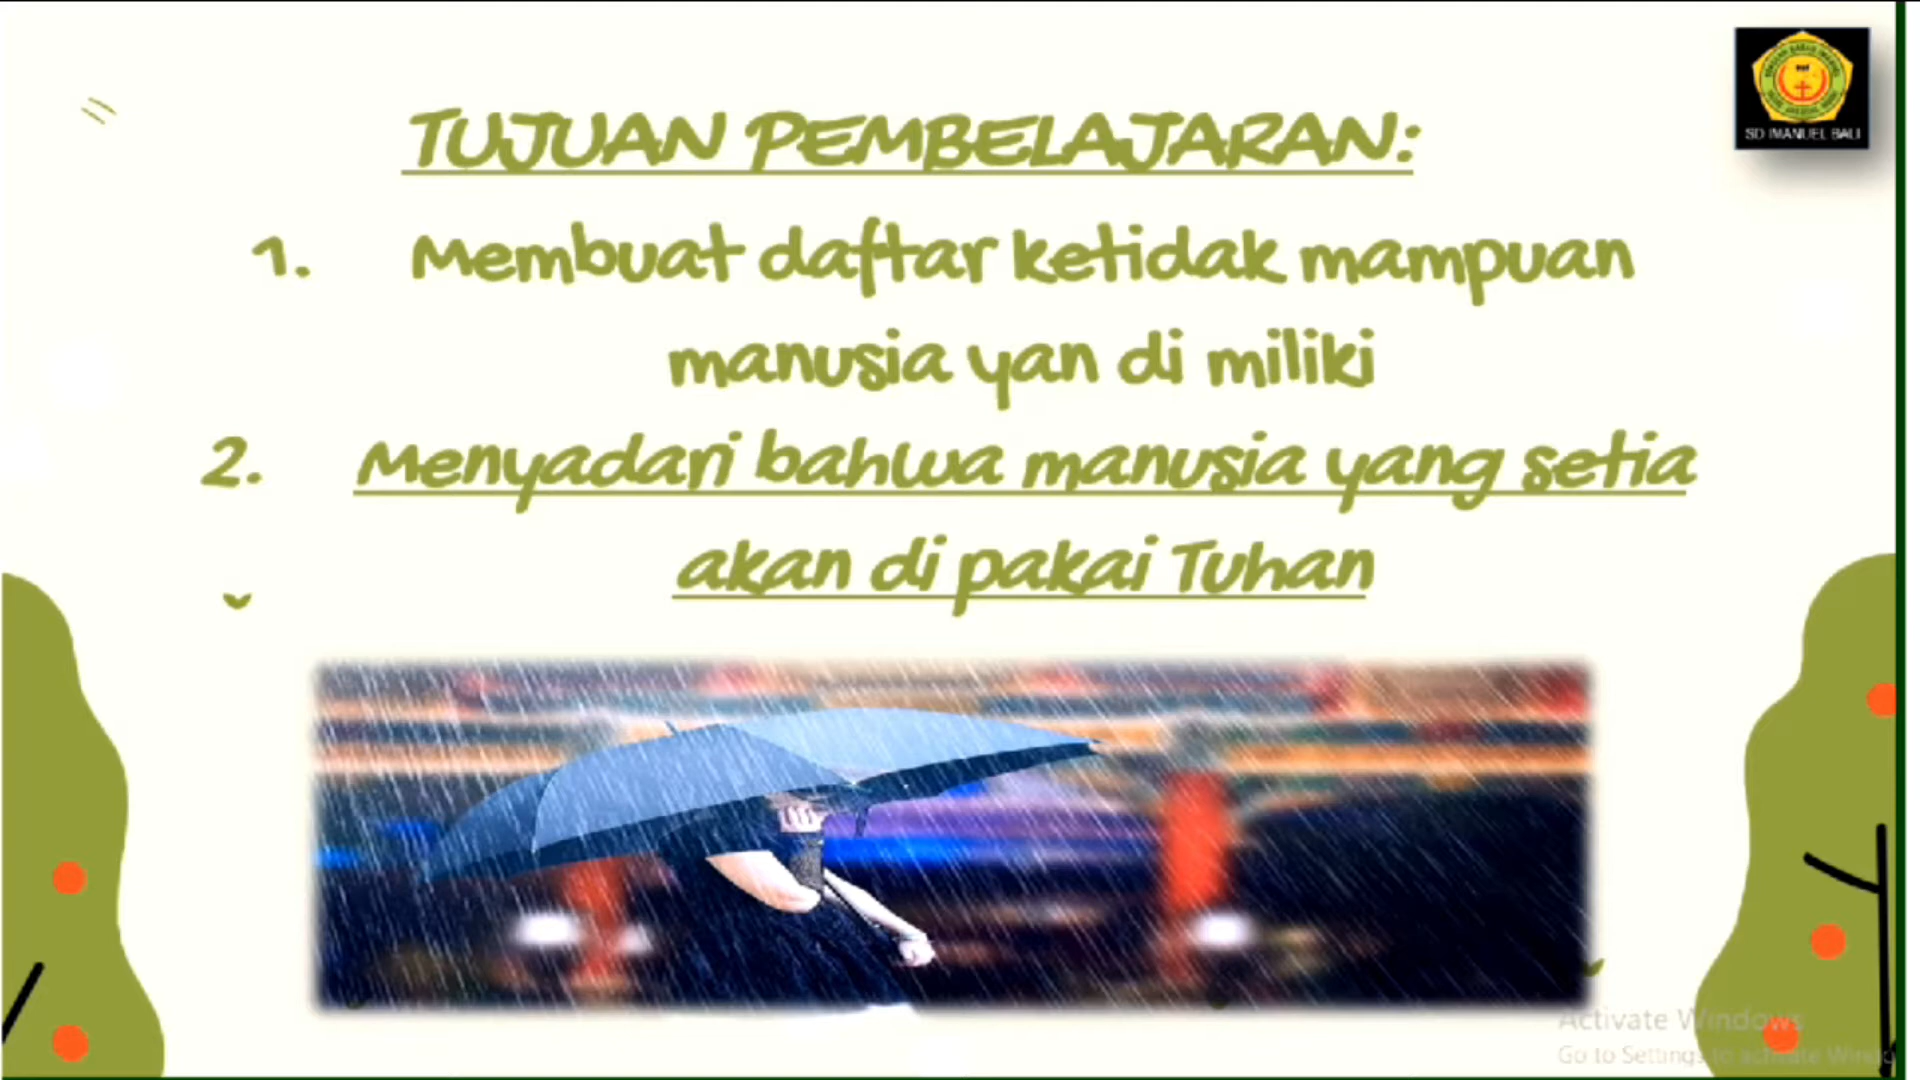 TUJUAN PEMBELAJARAN:
1. Membuat daftar ketidak mampuan
manusia yan di miliki
2. Menyadari bahwa manusia yang setia
akan di pakai Tuhan
SD IMANUEL BALI
Activate Windows
Go to Settings to activate Wind